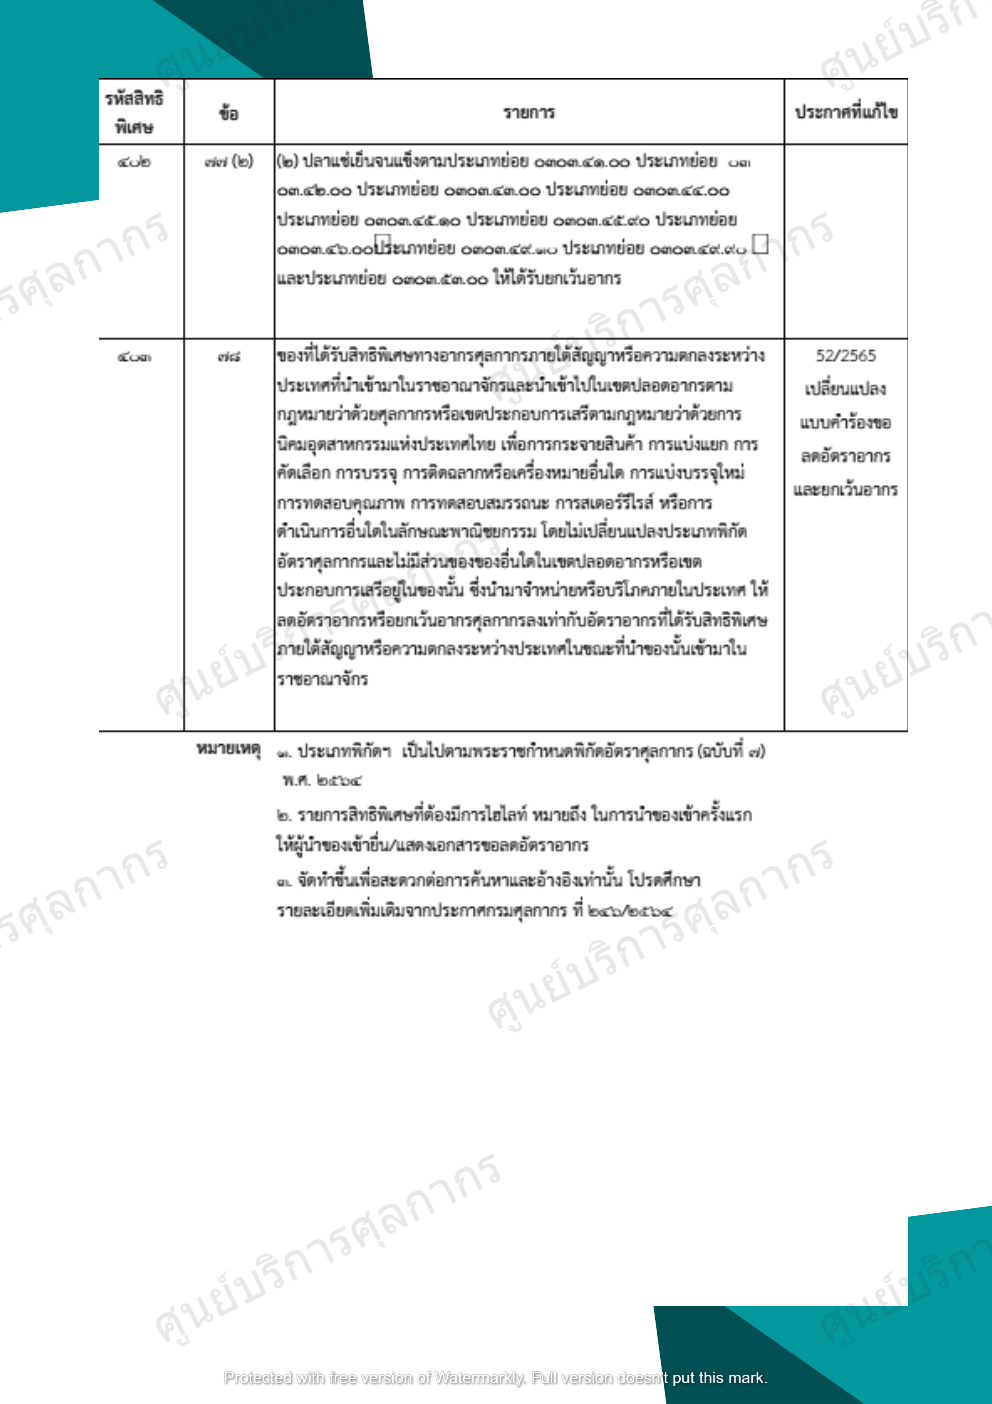 รหัสสิทธิ
พิเศษ
ข้อ
รายการ
ประกาศที่แก้ไข
๔๐๒
๗๗ (๒)
(๒) ปลาแช่เย็นจนแข็งตามประเภทย่อย ๐๓๐๓.๔๑.๐๐ ประเภทย่อย ๐๓
๐๓.๔๒.๐๐ ประเภทย่อย ๐๓๐๓.๔๓.๐๐ ประเภทย่อย ๐๓๐๓.๔๔.๐๐
ประเภทย่อย ๐๓๐๓.๔๕.๑๐ ประเภทย่อย ๐๓๐๓.๔๕.๙๐ ประเภทย่อย
๐๓๐๓.๔๖.๐๐ประเภทย่อย ๐๓๐๓.๔๙.๑๐ ประเภทย่อย ๐๓๐๓.๔๙.๙๐
และประเภทย่อย ๐๓๐๓.๕๓.๐๐ ให้ได้รับยกเว้นอากร
๔๐๓
๗๘
ของที่ได้รับสิทธิพิเศษทางอากรศุลกากรภายใต้สัญญาหรือความตกลงระหว่าง
ประเทศที่นำเข้ามาในราชอาณาจักรและนำเข้าไปในเขตปลอดอากรตาม
กฎหมายว่าด้วยศุลกากรหรือเขตประกอบการเสรีตามกฎหมายว่าด้วยการ
นิคมอุตสาหกรรมแห่งประเทศไทย เพื่อการกระจายสินค้า การแบ่งแยก การ
คัดเลือก การบรรจุ การติดฉลากหรือเครื่องหมายอื่นใด การแบ่งบรรจุใหม่
การทดสอบคุณภาพ การทดสอบสมรรถนะ การสเตอร์รีไรส์ หรือการ
ดำเนินการอื่นใดในลักษณะพาณิชยกรรม โดยไม่เปลี่ยนแปลงประเภทพิกัด
อัตราศุลกากรและไม่มีส่วนของของอื่นใดในเขตปลอดอากรหรือเขต
ประกอบการเสรีอยู่ในของนั้น ซึ่งนำมาจำหน่ายหรือบริโภคภายในประเทศ ให้
ลดอัตราอากรหรือยกเว้นอากรศุลกากรลงเท่ากับอัตราอากรที่ได้รับสิทธิพิเศษ
ภายใต้สัญญาหรือความตกลงระหว่างประเทศในขณะที่นำของนั้นเข้ามาใน
ราชอาณาจักร
52/2565
เปลี่ยนแปลง
แบบคำร้องขอ
ลดอัตราอากร
และยกเว้นอากร
หมายเหตุ ๑. ประเภทพิกัดฯ เป็นไปตามพระราชกำหนดพิกัดอัตราศุลกากร (ฉบับที่ ๗)
พ.ศ. ๒๕๖๔
๒. รายการสิทธิพิเศษที่ต้องมีการไฮไลท์ หมายถึง ในการนำของเข้าครั้งแรก
ให้ผู้นำของเข้ายื่น/แสดงเอกสารขอลดอัตราอากร
๓. จัดทำขึ้นเพื่อสะดวกต่อการค้นหาและอ้างอิงเท่านั้น โปรดศึกษา
รายละเอียดเพิ่มเติมจากประกาศกรมศุลกากร ที่ ๒๔๖/๒๕๖๔
ศูนย์บริการศุลกากร
Protected with free version of Watermarkly. Full version doesn't put this mark.